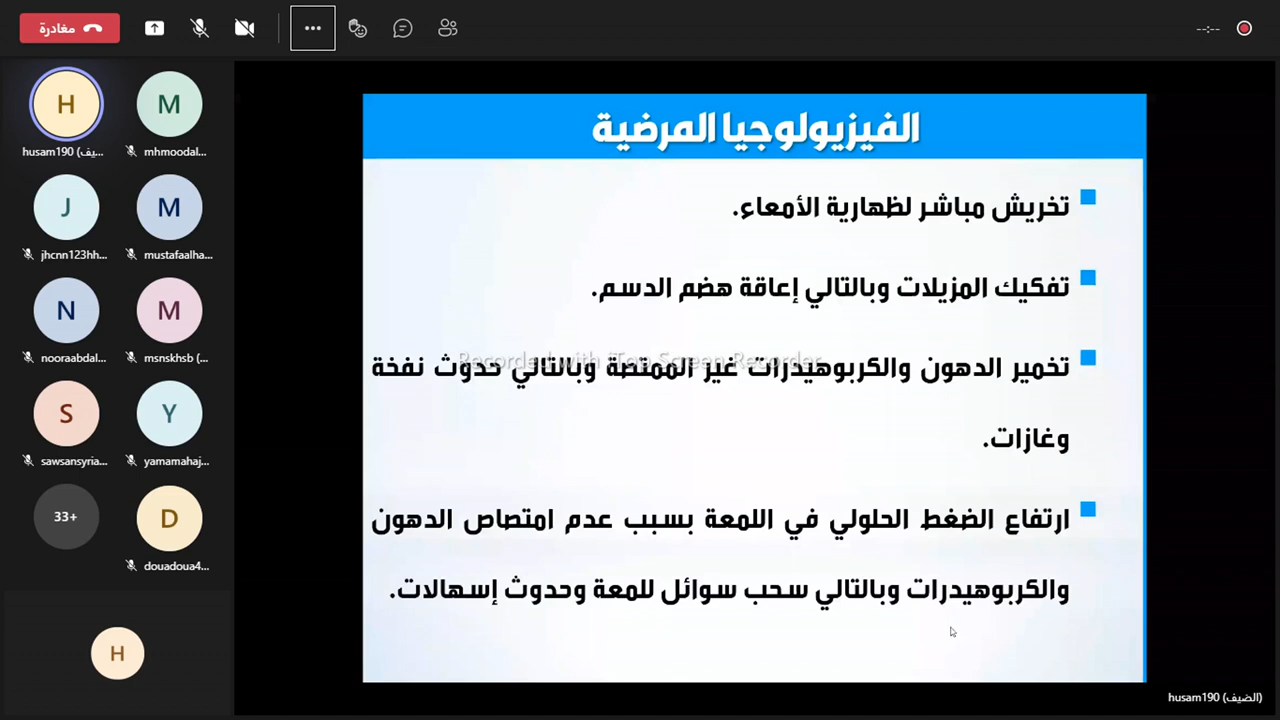 مغادرة
--:--
H
M
husam190 (يف...
mhmoodal...
J
M
jhcnn123hh...
mustafaalha...
N
M
nooraabdal...
msnskhsb (...
S
Y
sawsansyria...
yamamahaj...
33+
D
douadoua4...
H
الفيزيولوجيا المرضية
تخريش مباشر لظهارية الأمعاء.
تفكيك المزيلات وبالتالي إعاقة هضم الدسم.
Recorded with iTop Screen Recorder
تخمير الدهون والكربوهيدرات غير الممتصة وبالتالي حدوث نفخة
وغازات.
ارتفاع الضغط الحلولي في اللمعة بسبب عدم امتصاص الدهون
والكربوهيدرات وبالتالي سحب سوائل للمعة وحدوث إسهالات.
husam190 (الضيف)